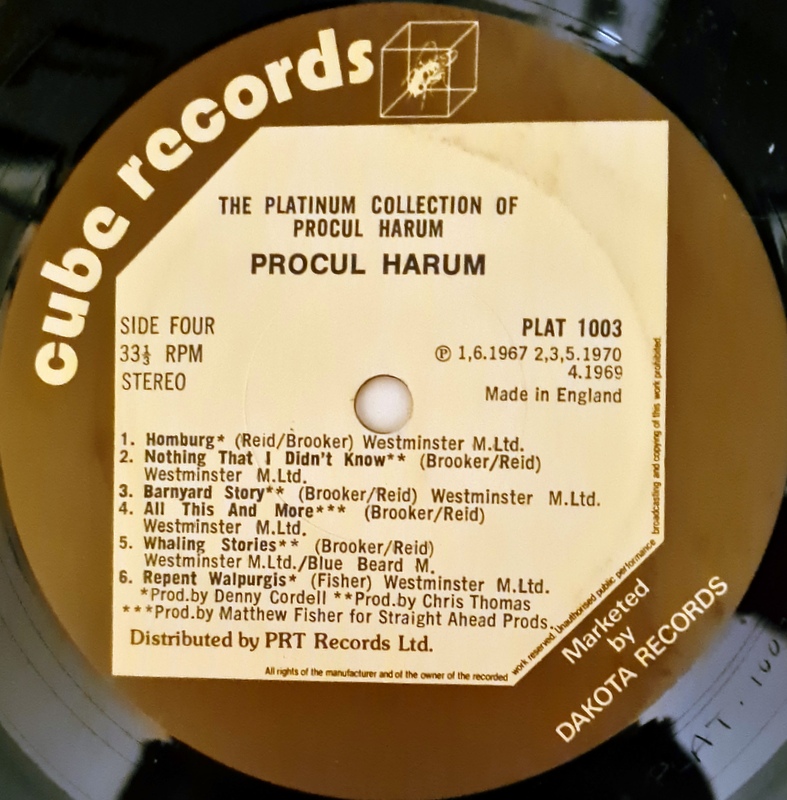 cube records
THE PLATINUM COLLECTION OF
PROCUL HARUM
PROCUL HARUM
SIDE FOUR
33⅓ RPM
STEREO
PLAT 1003
℗ 1,6.1967 2,3,5.1970
4.1969
Made in England
1. Homburg* (Reid/Brooker) Westminster M.Ltd.
2. Nothing That I Didn't Know** (Brooker/Reid)
Westminster M.Ltd.
3. Barnyard Story** (Brooker/Reid) Westminster M.Ltd.
4. All This And More*** (Brooker/Reid)
Westminster M.Ltd.
5. Whaling Stories** (Brooker/Reid)
Westminster M.Ltd./Blue Beard M.
6. Repent Walpurgis* (Fisher) Westminster M.Ltd.
*Prod.by Denny Cordell **Prod.by Chris Thomas
***Prod.by Matthew Fisher for Straight Ahead Prods.
Distributed by PRT Records Ltd.
All rights of the manufacturer and of the owner of the recorded work reserved. Unauthorised public performance broadcasting and copying of this work prohibited.
Marketed
by
DAKOTA RECORDS